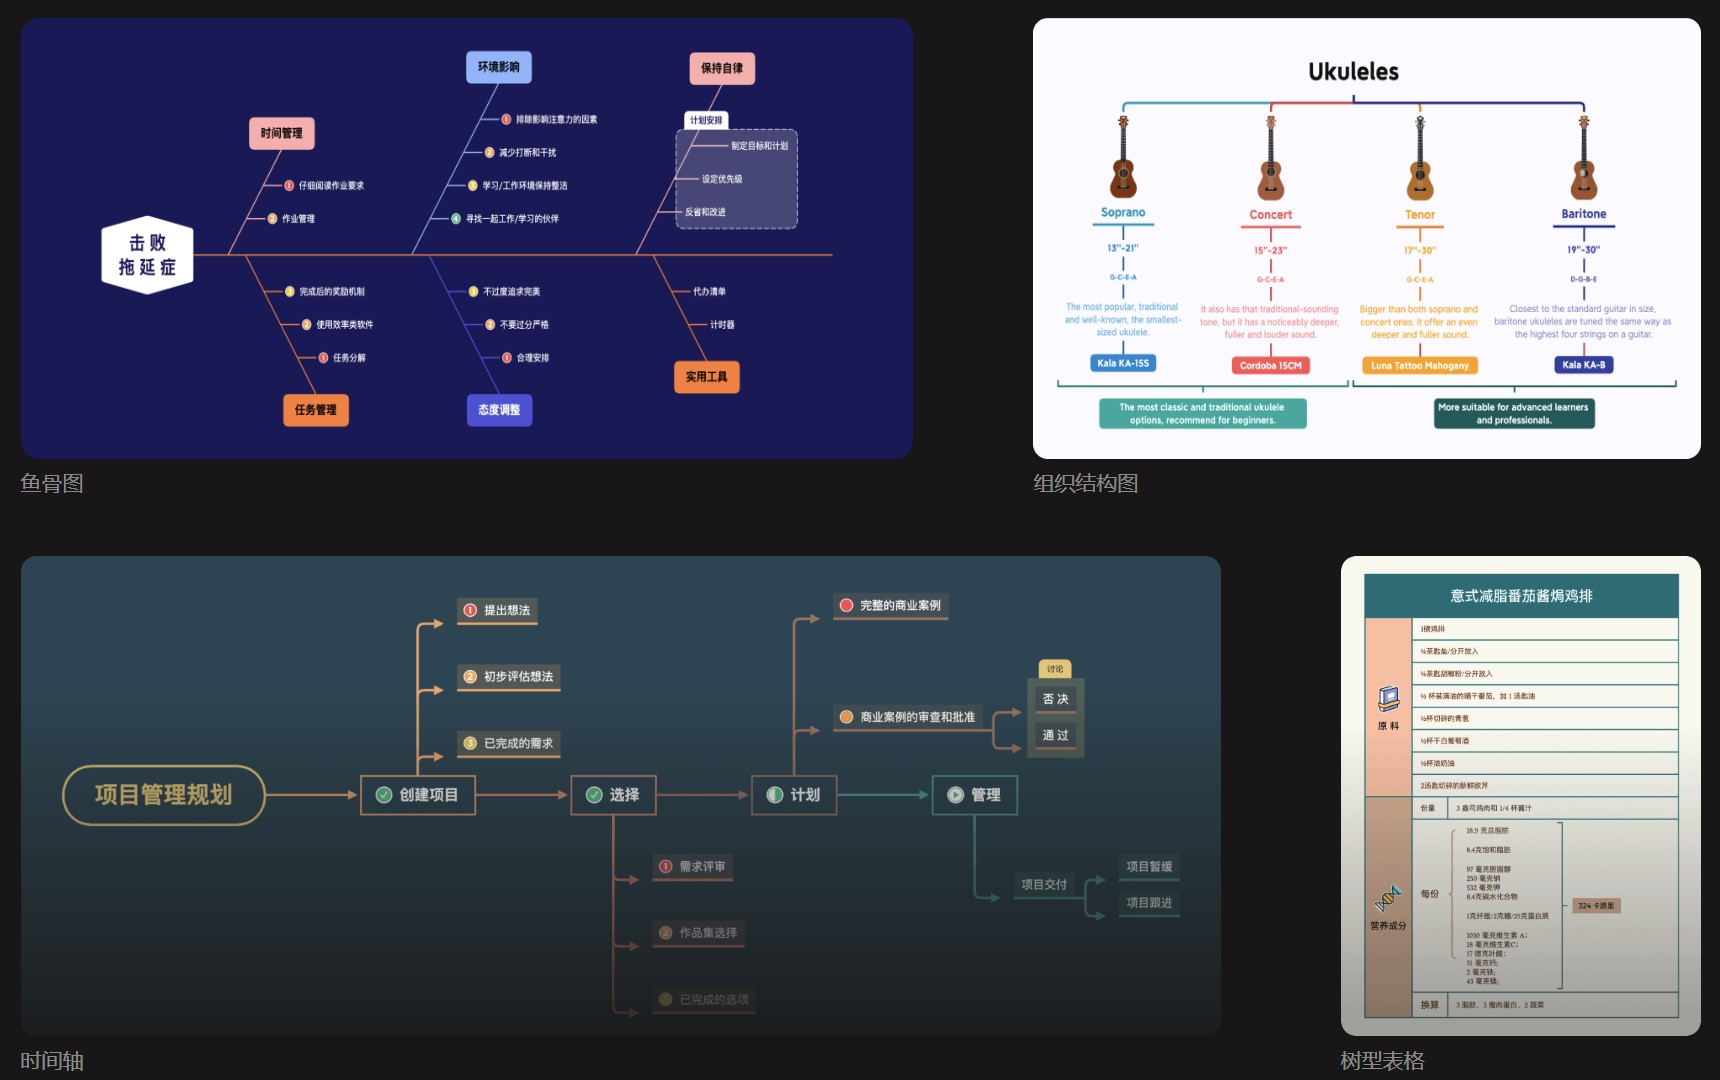 击败
拖延症
时间管理
仔细阅读作业要求
作业管理
环境影响
排除影响注意力的因素
减少打断和干扰
学习/工作环境保持整洁
寻找一起工作/学习的伙伴
保持自律
计划安排
制定目标和计划
设定优先级
反省和改进
完成后的奖励机制
使用效率类软件
任务分解
任务管理
不过度追求完美
不要过分严格
合理安排
态度调整
代办清单
计时器
实用工具
鱼骨图
Ukuleles
Soprano
13"-21"
G-C-E-A
The most popular, traditional
and well-known, the smallest-
sized ukulele.
Kala KA-15S
Concert
15"-23"
G-C-E-A
It also has that traditional-sounding
tone, but it has a noticeably deeper,
fuller and louder sound.
Cordoba 15CM
Tenor
17"-30"
G-C-E-A
Bigger than both soprano and
concert ones, it offer an even
deeper and fuller sound.
Luna Tattoo Mahogany
Baritone
19"-30"
D-G-B-E
Closest to the standard guitar in size,
baritone ukuleles are tuned the same way as
the highest four strings on a guitar.
Kala KA-B
The most classic and traditional ukulele
options, recommend for beginners.
More suitable for advanced learners
and professionals.
组织结构图
项目管理规划
创建项目
1 提出想法
2 初步评估想法
3 已完成的需求
选择
1 需求评审
2 作品集选择
已完成的选项
计划
完整的商业案例
商业案例的审查和批准
讨论
否决
通过
管理
项目交付
项目暂缓
项目跟进
时间轴
意式减脂番茄酱焗鸡排
原料
1磅鸡排
¼茶匙盐/分开放入
¼茶匙胡椒粉/分开放入
½ 杯装满油的晒干番茄，加 1 汤匙油
½杯切碎的青葱
½杯干白葡萄酒
½杯浓奶油
2汤匙切碎的新鲜欧芹
营养成分
份量
3 盎司鸡肉和 1/4 杯酱汁
每份
18.9 克总脂肪
8.4克饱和脂肪
97 毫克胆固醇
250 毫克钠
532 毫克钾
8.4克碳水化合物
1克纤维/2克糖/25克蛋白质
1030 毫克维生素 A；
18 毫克维生素C；
17 微克叶酸；
51 毫克钙;
2 毫克铁;
43 毫克镁;
324 卡路里
换算
3 脂肪、3 瘦肉蛋白、2 蔬菜
树型表格